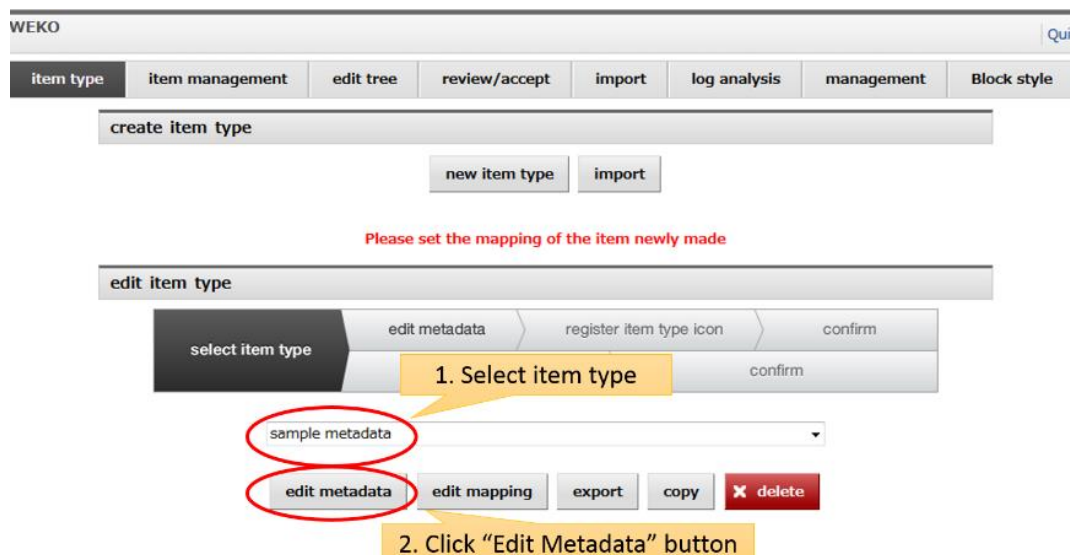 WEKO
Qui
item type item management edit tree review/accept import log analysis management Block style
create item type
new item type import
Please set the mapping of the item newly made
edit item type
select item type
edit metadata register item type icon confirm
confirm
1. Select item type
sample metadata
edit metadata edit mapping export copy X delete
2. Click “Edit Metadata” button